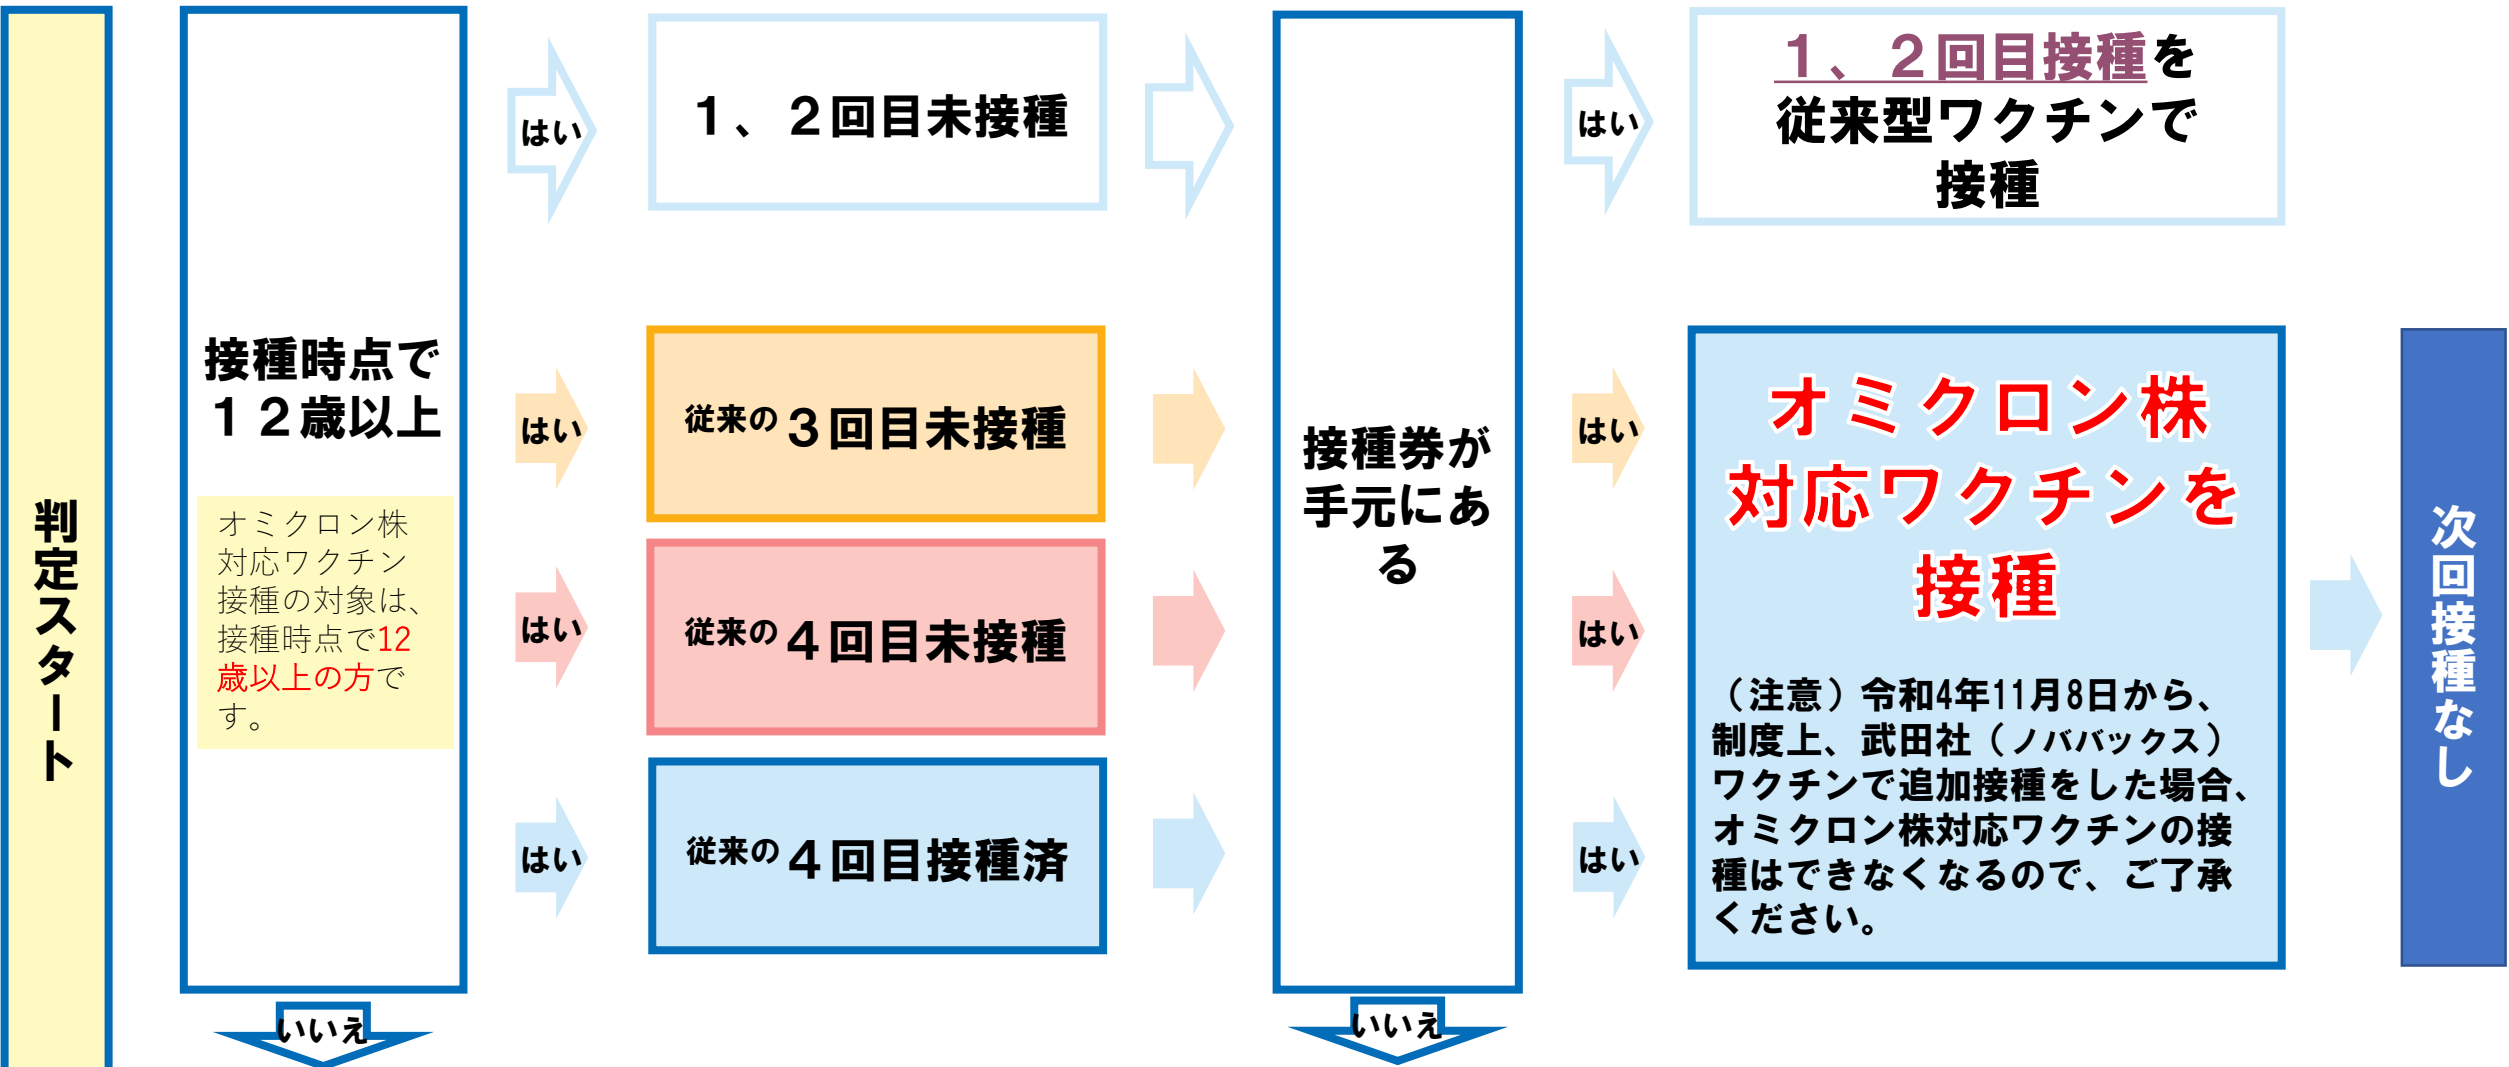 判定スタート
接種時点で
１２歳以上
オミクロン株
対応ワクチン
接種の対象は、
接種時点で12
歳以上の方で
す。
いいえ
はい
１、２回目未接種
はい
従来の３回目未接種
はい
従来の４回目未接種
はい
従来の４回目接種済
接種券が
手元にあ
る
いいえ
はい
１、２回目接種を
従来型ワクチンで
接種
はい
はい
はい
オミクロン株
対応ワクチンを
接種
（注意）令和4年11月8日から、
制度上、武田社（ノババックス）
ワクチンで追加接種をした場合、
オミクロン株対応ワクチンの接
種はできなくなるので、ご了承
ください。
次回接種なし